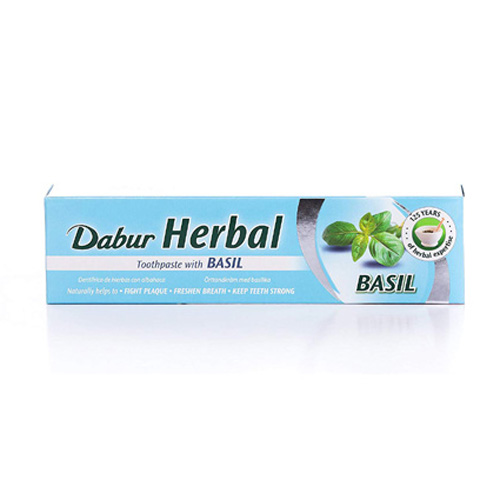 Dabur Herbal
Toothpaste with BASIL
Dentífrico de hierbas con albahaca
Örttandkräm med basilika
Naturally helps to • FIGHT PLAQUE • FRESHEN BREATH • KEEP TEETH STRONG
125 YEARS
of herbal expertise
BASIL